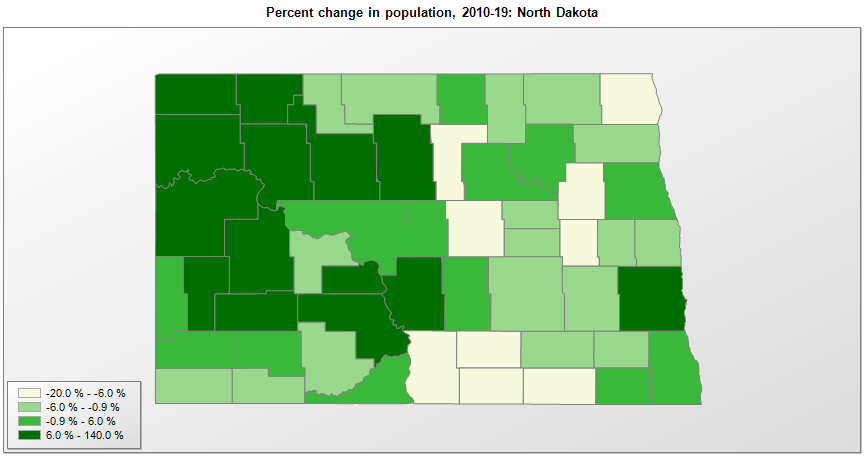 Percent change in population, 2010-19: North Dakota
-20.0 % - -6.0 %
-6.0 % - -0.9 %
-0.9 % - 6.0 %
6.0 % - 140.0 %